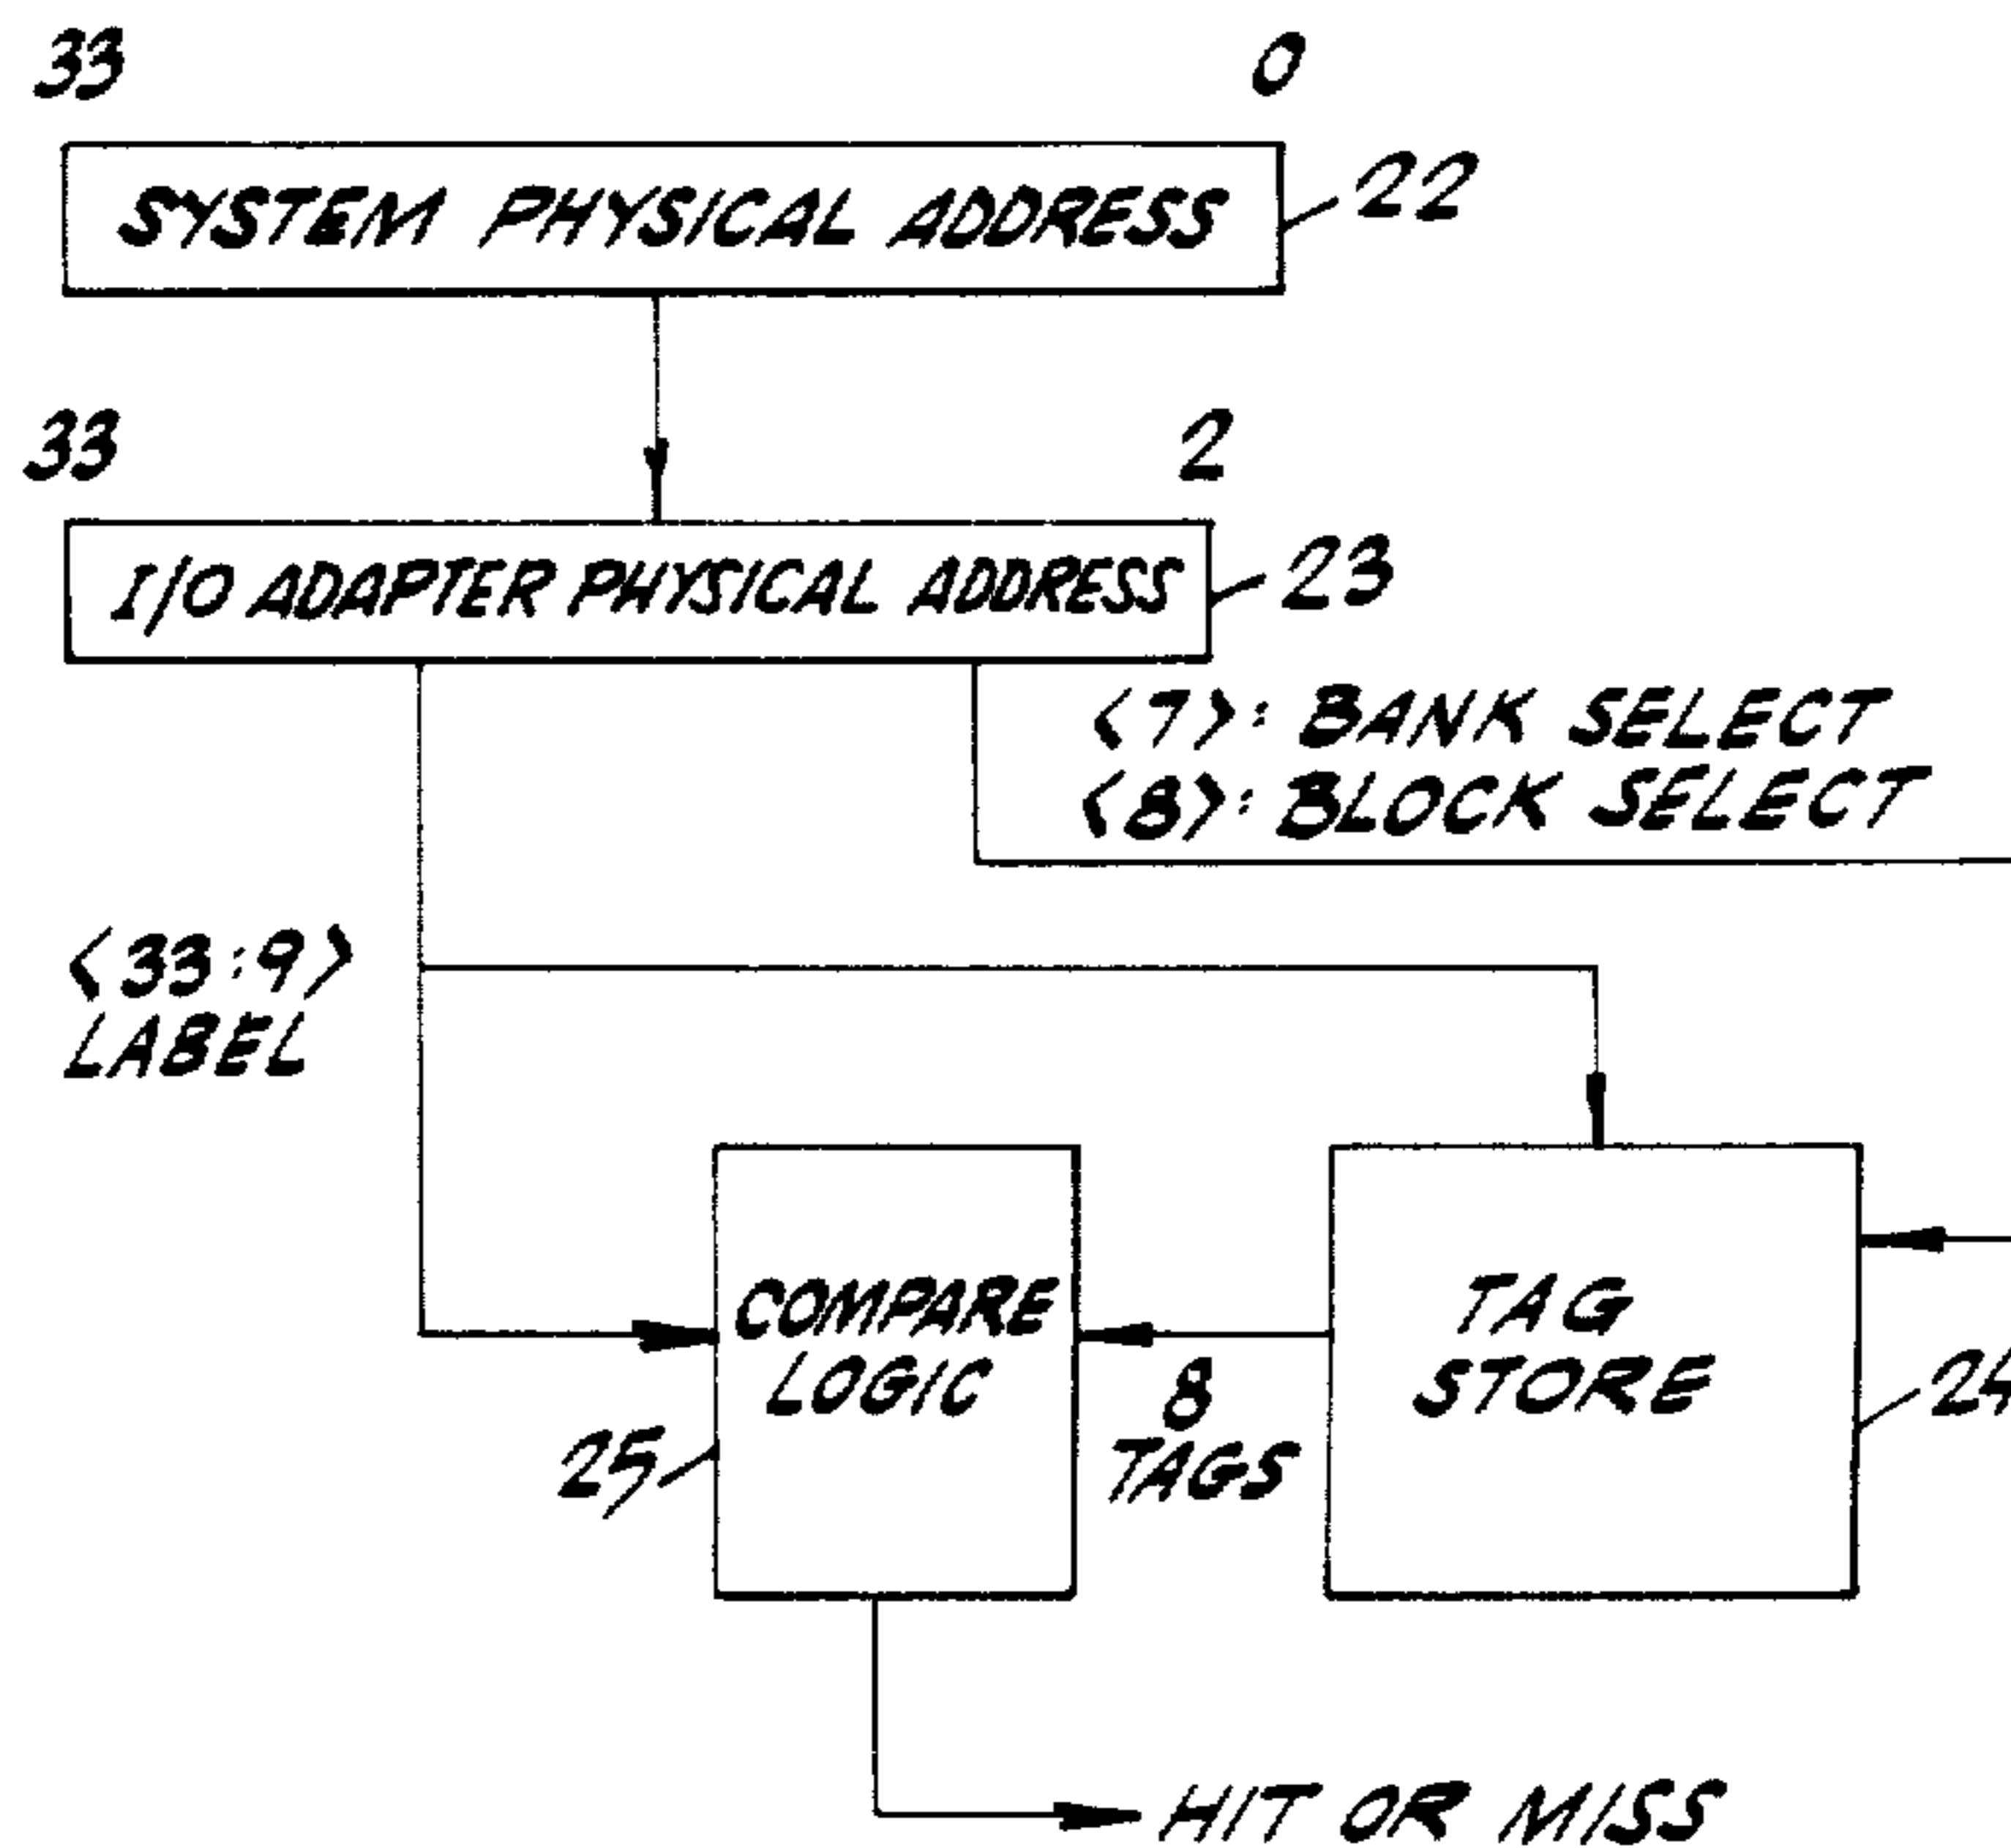 33 0
SYSTEM PHYSICAL ADDRESS 22
33 2
I/O ADAPTER PHYSICAL ADDRESS 23
<7>: BANK SELECT
<8>: BLOCK SELECT
<33:9>
LABEL
COMPARE
LOGIC
25
8
TAGS
TAG
STORE
24
HIT OR MISS